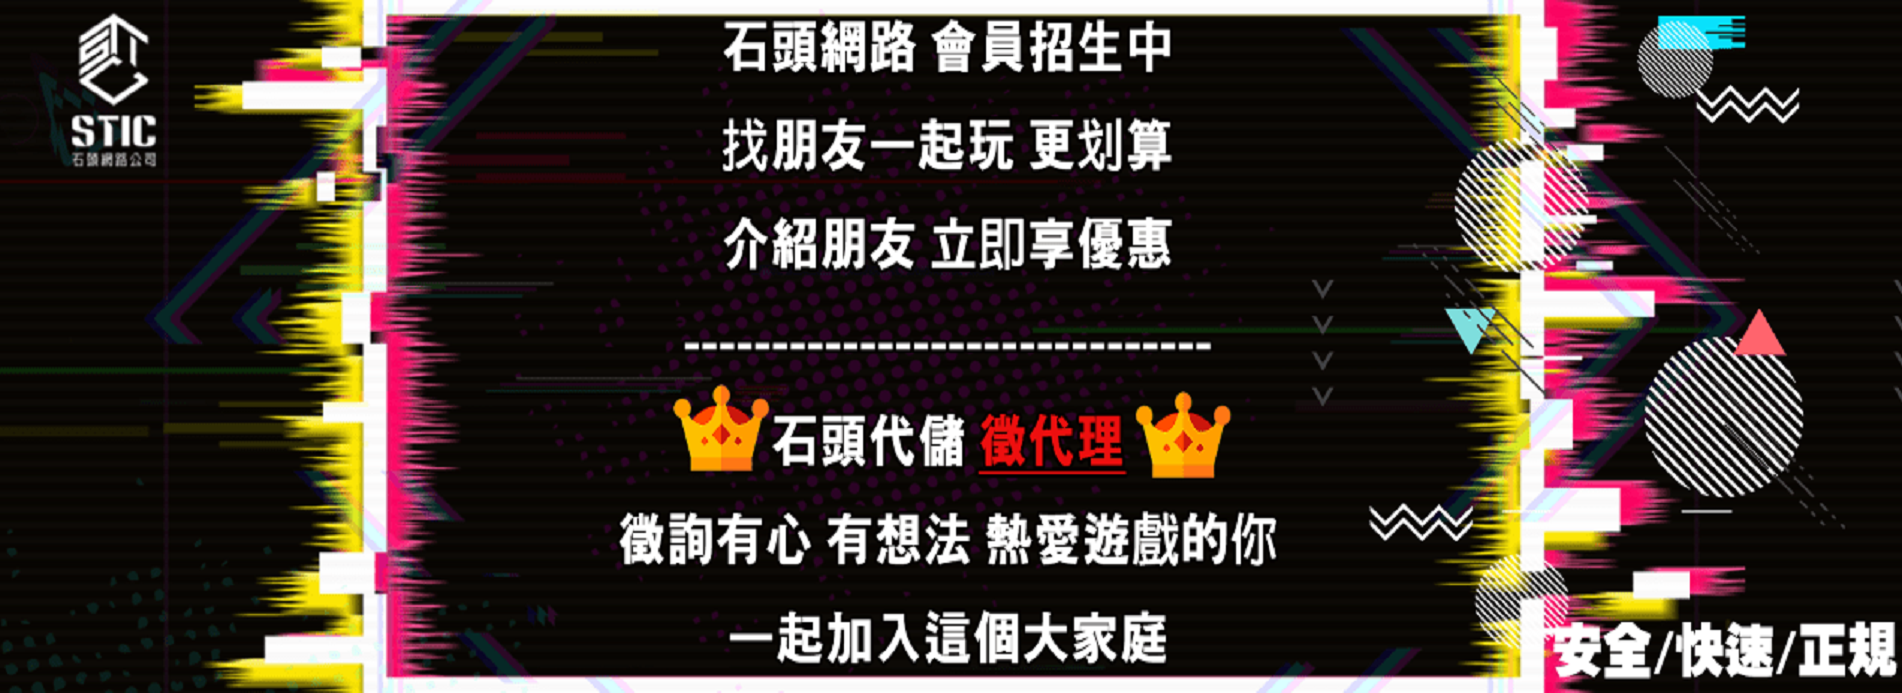 STIC
石頭網路公司
石頭網路 會員招生中
找朋友一起玩 更划算
介紹朋友 立即享優惠
------------------------------
石頭代儲 徵代理
徵詢有心 有想法 熱愛遊戲的你
一起加入這個大家庭
安全/快速/正規